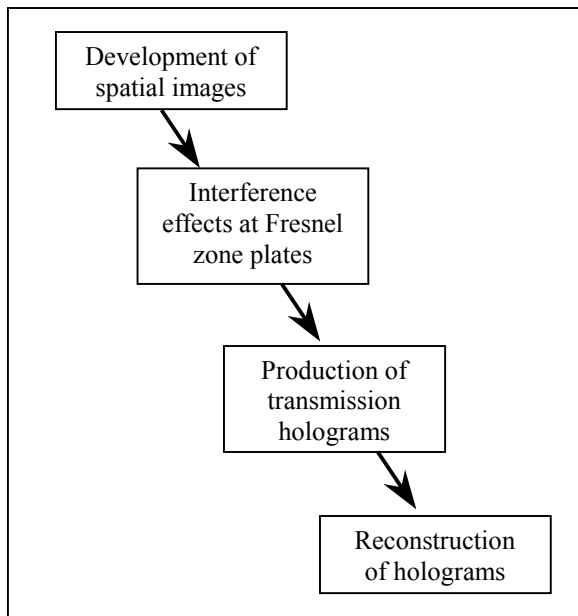 Development of
spatial images
Interference
effects at Fresnel
zone plates
Production of
transmission
holograms
Reconstruction
of holograms